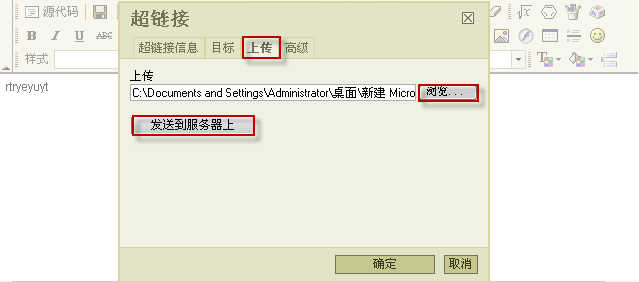 超链接
源代码
B I U ABC
样式
rtryeyuyt
超链接信息 目标 上传 高级
上传
C:\Documents and Settings\Administrator\桌面\新建 Micro 浏览...
发送到服务器上
确定 取消